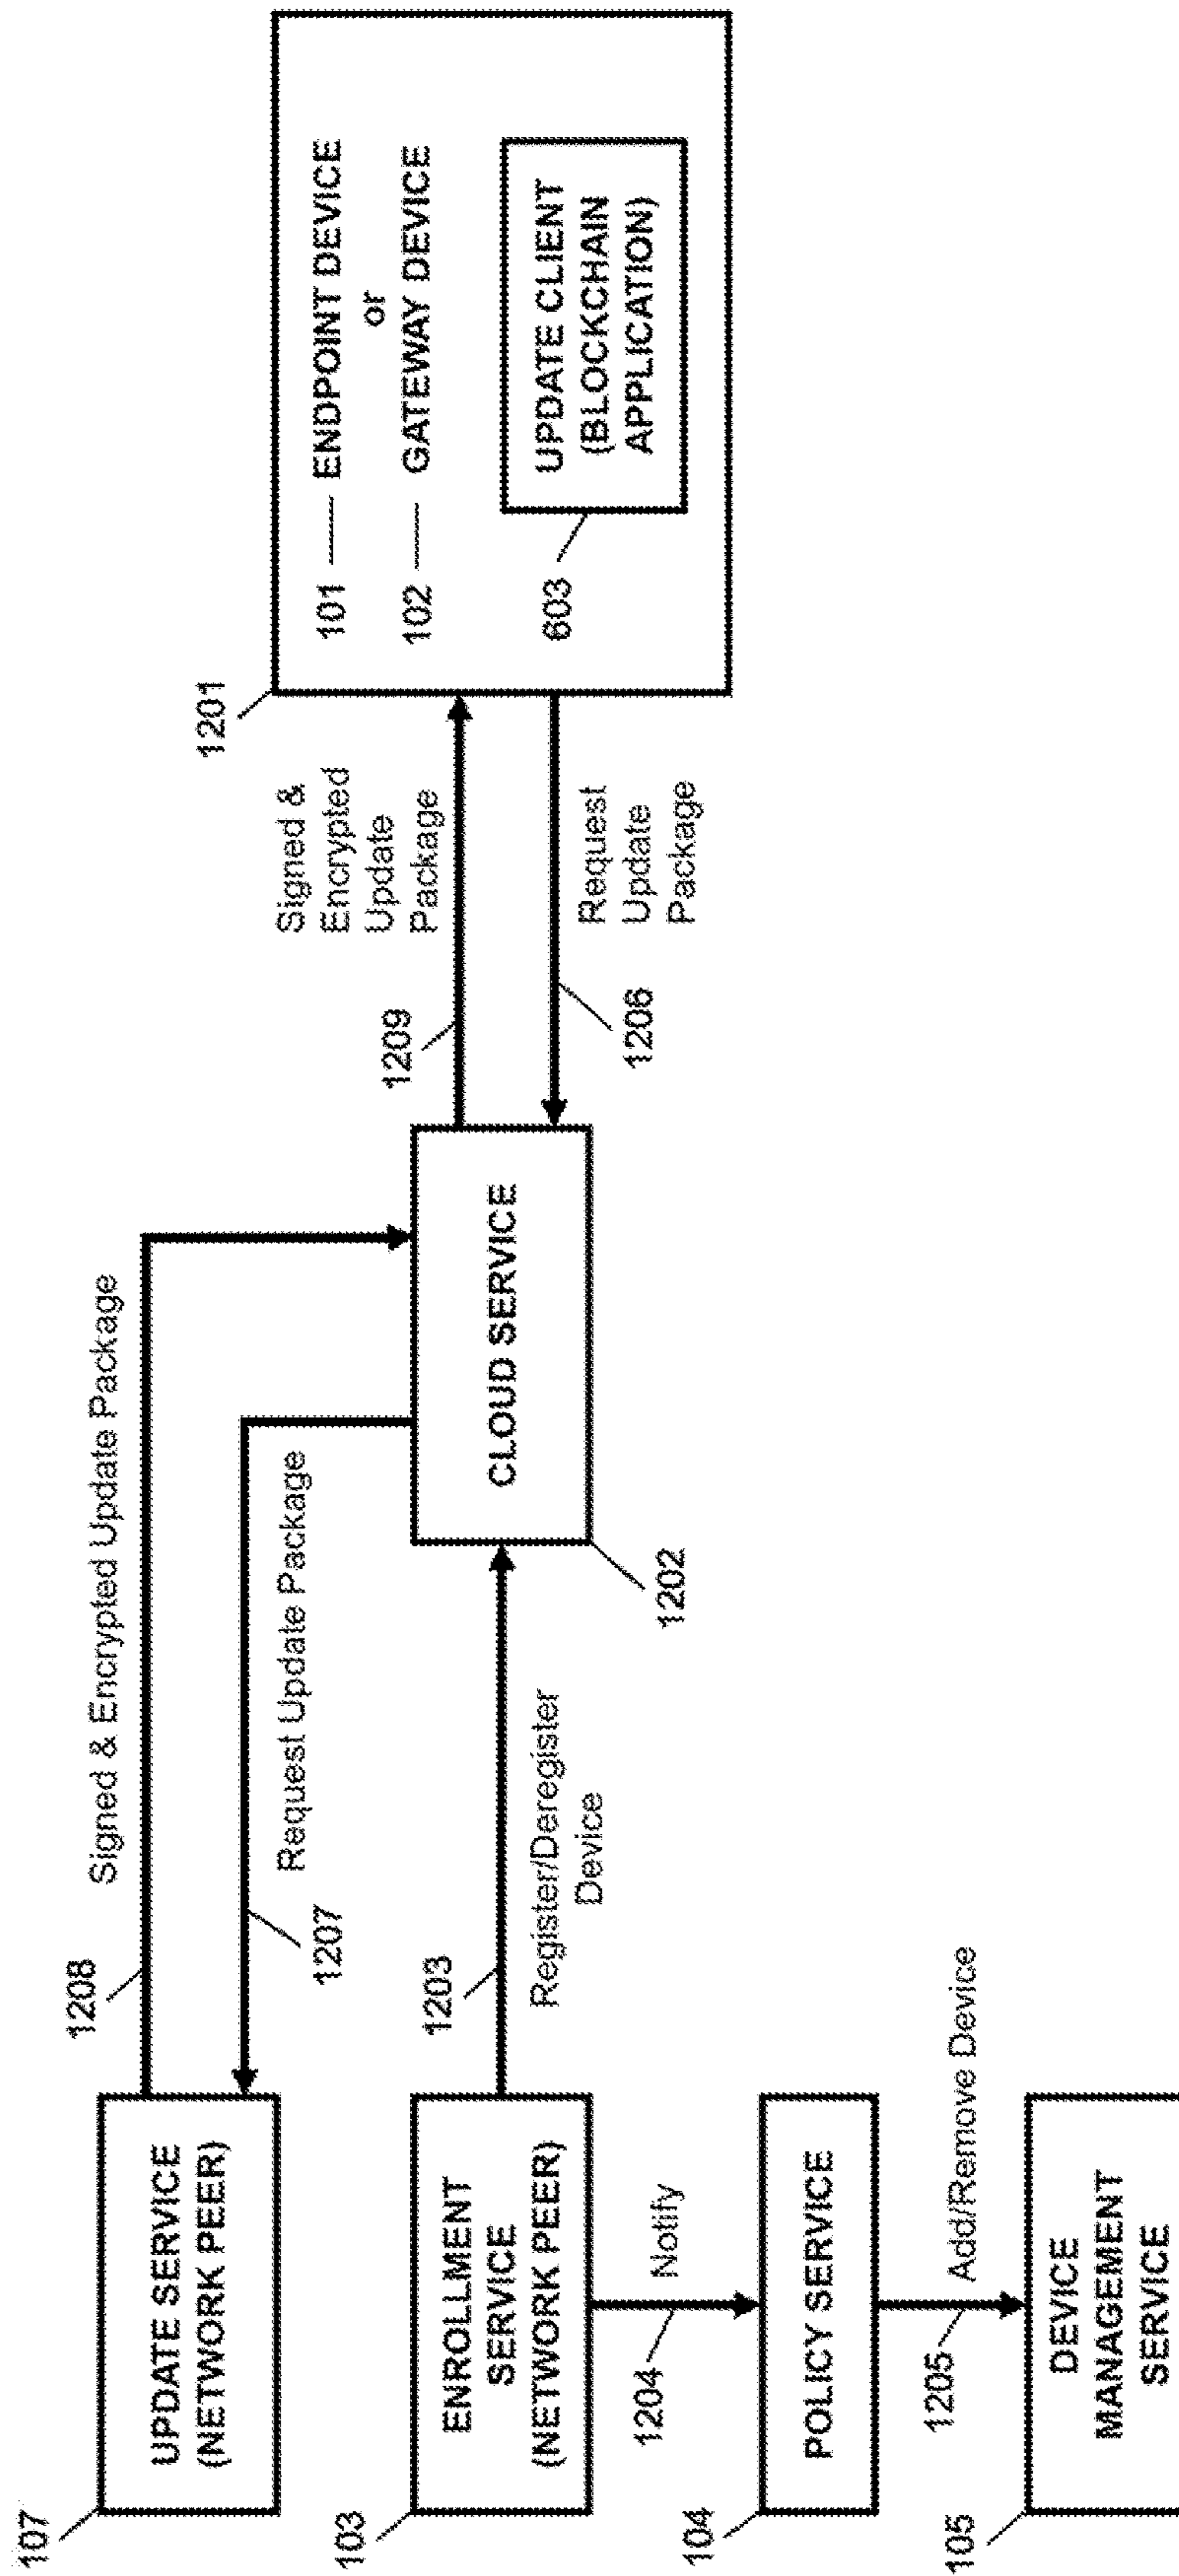 107
UPDATE SERVICE
(NETWORK PEER)
1208
Signed & Encrypted Update Package
1207
Request Update Package
103
ENROLLMENT
SERVICE
(NETWORK PEER)
1203
Register/Deregister
Device
1204
Notify
104
POLICY SERVICE
1205
Add/Remove Device
105
DEVICE
MANAGEMENT
SERVICE
CLOUD SERVICE
1202
1209
Signed &
Encrypted
Update
Package
1206
Request
Update
Package
1201
101
ENDPOINT DEVICE
or
102
GATEWAY DEVICE
603
UPDATE CLIENT
(BLOCKCHAIN
APPLICATION)